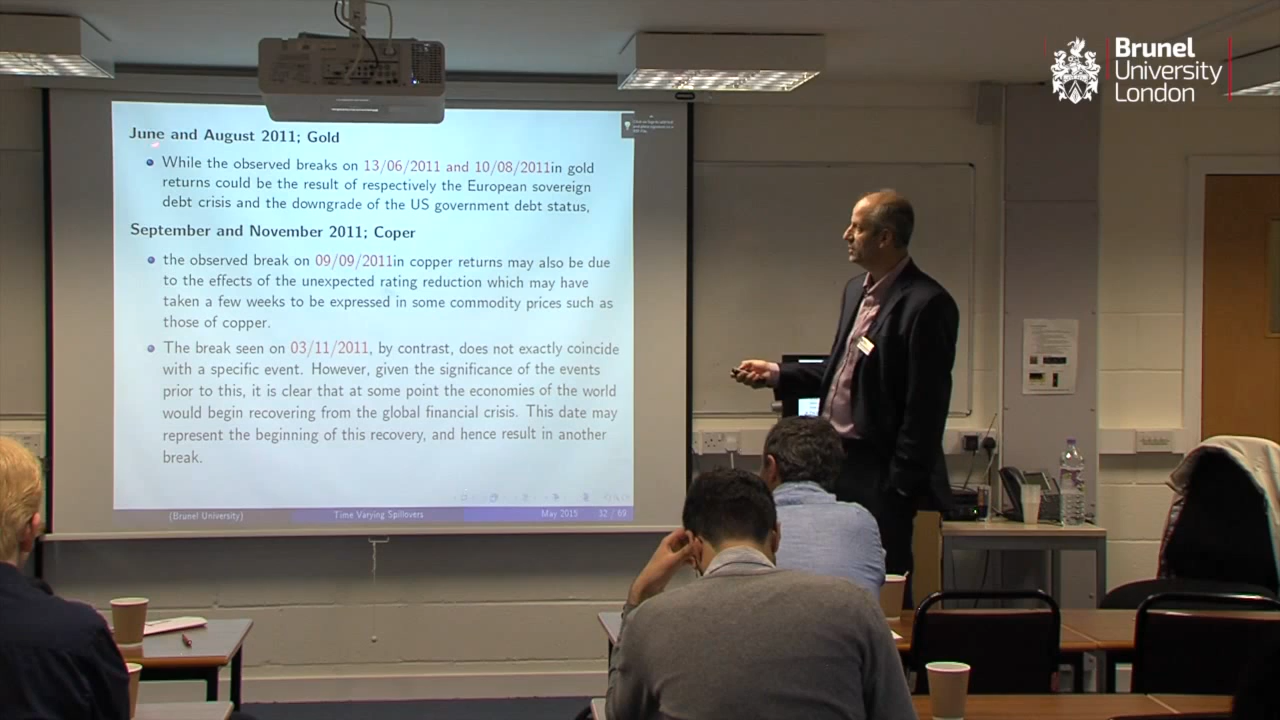 Brunel
University
London
June and August 2011; Gold
While the observed breaks on 13/06/2011 and 10/08/2011in gold
returns could be the result of respectively the European sovereign
debt crisis and the downgrade of the US government debt status,
September and November 2011; Coper
the observed break on 09/09/2011in copper returns may also be due
to the effects of the unexpected rating reduction which may have
taken a few weeks to be expressed in some commodity prices such as
those of copper.
The break seen on 03/11/2011, by contrast, does not exactly coincide
with a specific event. However, given the significance of the events
prior to this, it is clear that at some point the economies of the world
would begin recovering from the global financial crisis. This date may
represent the beginning of this recovery, and hence result in another
break.
(Brunel University) Time Varying Spillovers May 2015 32 / 69